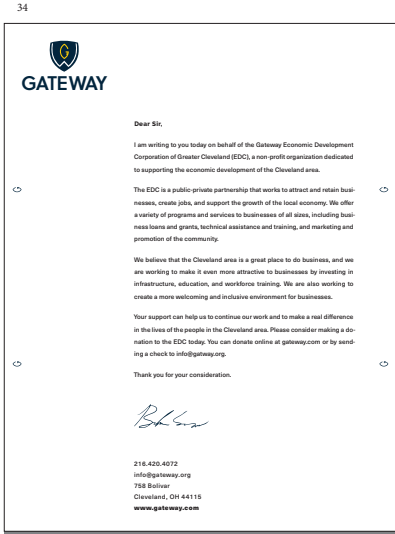 34
GATEWAY
Dear Sir,
I am writing to you today on behalf of the Gateway Economic Development
Corporation of Greater Cleveland (EDC), a non-profit organization dedicated
to supporting the economic development of the Cleveland area.
The EDC is a public-private partnership that works to attract and retain busi-
nesses, create jobs, and support the growth of the local economy. We offer
a variety of programs and services to businesses of all sizes, including busi-
ness loans and grants, technical assistance and training, and marketing and
promotion of the community.
We believe that the Cleveland area is a great place to do business, and we
are working to make it even more attractive to businesses by investing in
infrastructure, education, and workforce training. We are also working to
create a more welcoming and inclusive environment for businesses.
Your support can help us to continue our work and to make a real difference
in the lives of the people in the Cleveland area. Please consider making a do-
nation to the EDC today. You can donate online at gateway.com or by send-
ing a check to info@gatway.org.
Thank you for your consideration.
216.420.4072
info@gateway.org
758 Bolivar
Cleveland, OH 44115
www.gateway.com